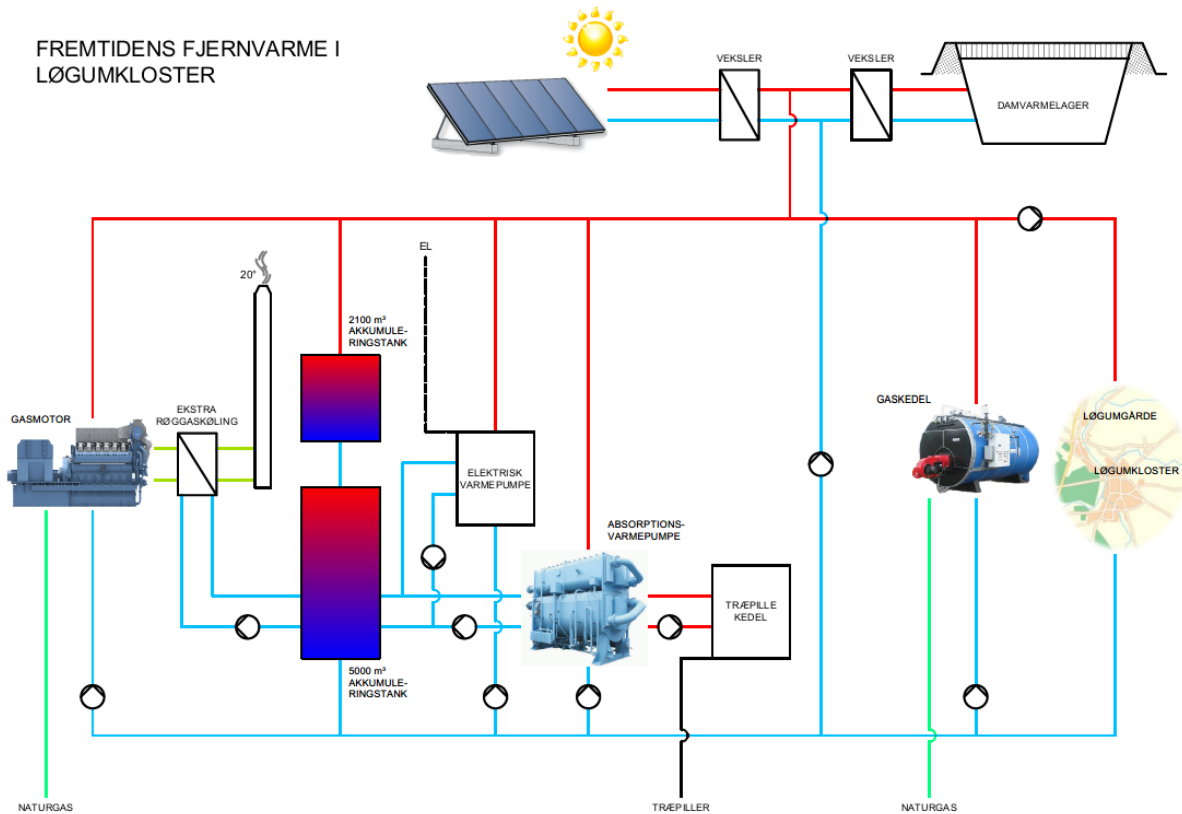 FREMTIDENS FJERNVARME I
LØGUMKLOSTER
VEKSLER
VEKSLER
DAMVARMELAGER
EL
20°
2100 m³
AKKUMULE-
RINGSTANK
GASMOTOR
EKSTRA
RØGGASKØLING
ELEKTRISK
VARMEPUMPE
GASKEDEL
LØGUMGÅRDE
LØGUMKLOSTER
ABSORPTIONS-
VARMEPUMPE
TRÆPILLE
KEDEL
5000 m³
AKKUMULE-
RINGSTANK
NATURGAS
TRÆPILLER
NATURGAS